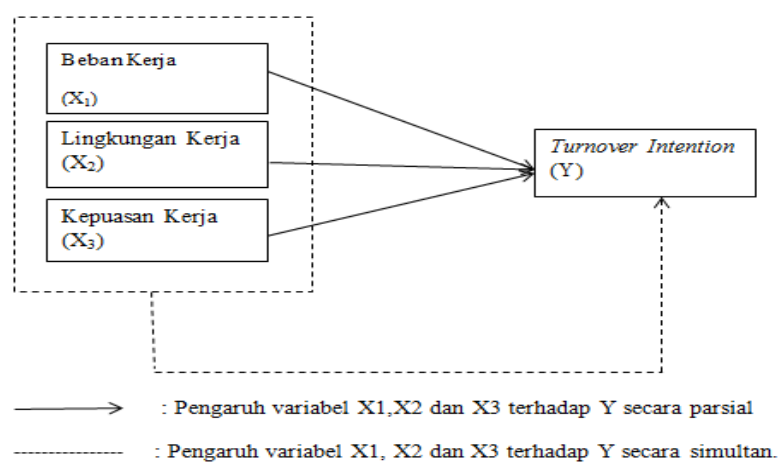 Beban Kerja
(X₁)
Lingkungan Kerja
(X₂)
Kepuasan Kerja
(X₃)
Turnover Intention
(Y)
: Pengaruh variabel X1,X2 dan X3 terhadap Y secara parsial
: Pengaruh variabel X1, X2 dan X3 terhadap Y secara simultan.